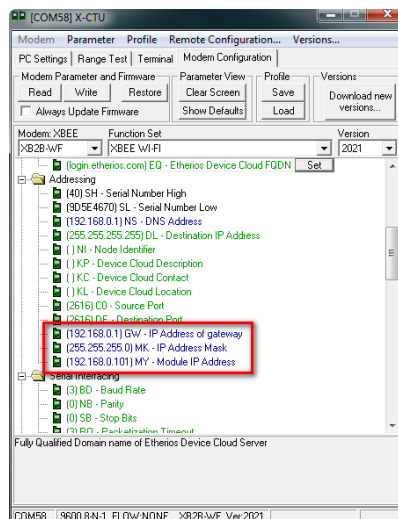 [COM58] X-CTU
Modem Parameter Profile Remote Configuration... Versions...
PC Settings Range Test Terminal Modem Configuration
Modem Parameter and Firmware Parameter View Profile Versions
Read Write Restore Clear Screen Save Download new versions...
Always Update Firmware Show Defaults Load
Modem: XBEE Function Set Version
XB2B-WF XBEE WI-FI 2021
(login.etherios.com) EQ - Etherios Device Cloud FQDN Set
Addressing
(40) SH - Serial Number High
(9D5E4670) SL - Serial Number Low
(192.168.0.1) NS - DNS Address
(255.255.255.255) DL - Destination IP Address
( ) NI - Node Identifier
( ) KP - Device Cloud Description
( ) KC - Device Cloud Contact
( ) KL - Device Cloud Location
(2616) C0 - Source Port
(2616) DE - Destination Port
(192.168.0.1) GW - IP Address of gateway
(255.255.255.0) MK - IP Address Mask
(192.168.0.101) MY - Module IP Address
Serial Interfacing
(3) BD - Baud Rate
(0) NB - Parity
(0) SB - Stop Bits
(3) RO - Packetization Timeout
Fully Qualified Domain name of Etherios Device Cloud Server
COM58 9600 8-N-1 FLOW:NONE XB2B-WF Ver:2021